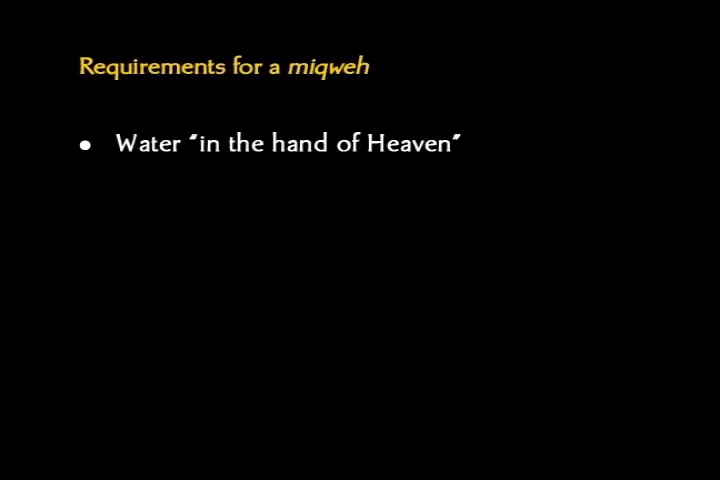 Requirements for a miqweh
• Water “in the hand of Heaven”